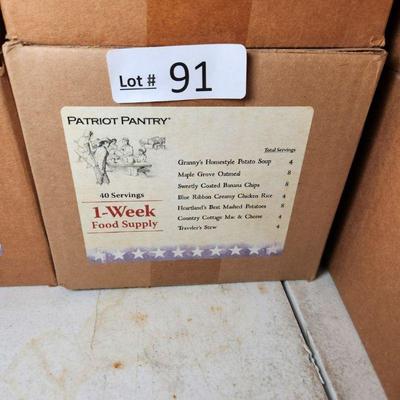 Lot # 91
PATRIOT PANTRY®
40 Servings
1-Week
Food Supply
Total Servings
Granny's Homestyle Potato Soup 4
Maple Grove Oatmeal 8
Sweetly Coated Banana Chips 8
Blue Ribbon Creamy Chicken Rice 4
Heartland's Best Mashed Potatoes 8
Country Cottage Mac & Cheese 4
Traveler's Stew 4